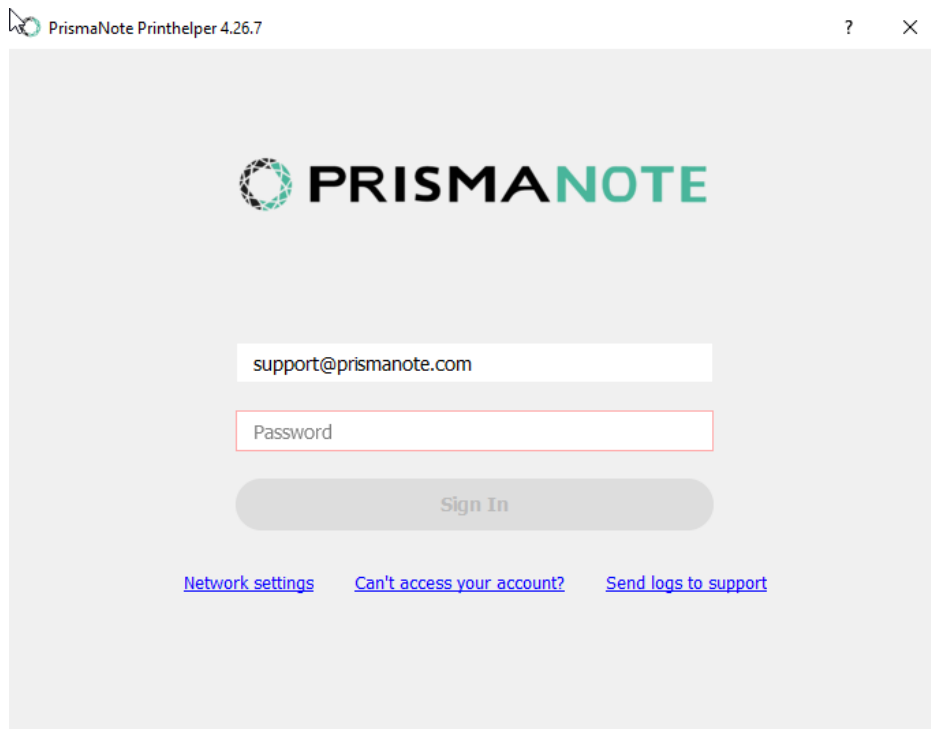 PrismaNote Printhelper 4.26.7 ?
PRISMANOTE
support@prismanote.com
Password
Sign In
Network settings Can't access your account? Send logs to support